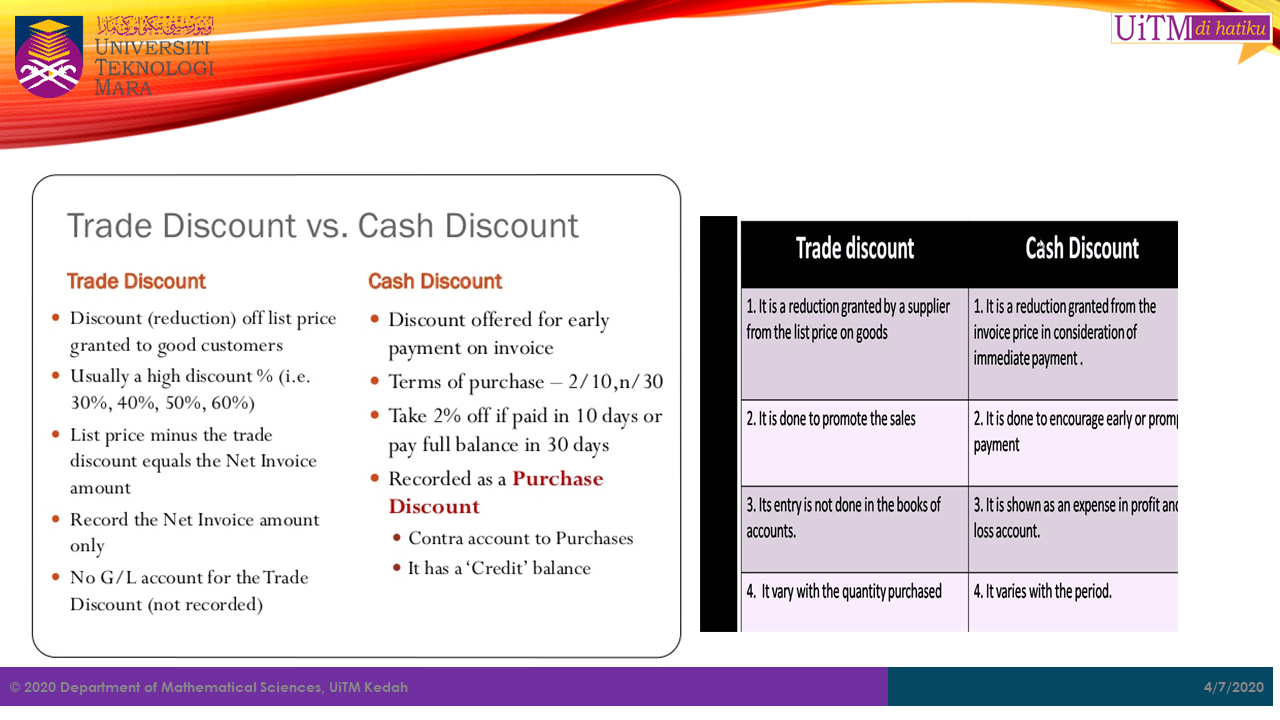 اونيۏرسيتي تيكنولوڬي مارا
UNIVERSITI
TEKNOLOGI
MARA
UiTM di hatiku
Trade Discount vs. Cash Discount
Trade Discount
Discount (reduction) off list price
granted to good customers
Usually a high discount % (i.e.
30%, 40%, 50%, 60%)
List price minus the trade
discount equals the Net Invoice
amount
Record the Net Invoice amount
only
No G/L account for the Trade
Discount (not recorded)
Cash Discount
Discount offered for early
payment on invoice
Terms of purchase – 2/10,n/30
Take 2% off if paid in 10 days or
pay full balance in 30 days
Recorded as a Purchase
Discount
Contra account to Purchases
It has a ‘Credit’ balance
Trade discount
Cash Discount
1. It is a reduction granted by a supplier
from the list price on goods
1. It is a reduction granted from the
invoice price in consideration of
immediate payment .
2. It is done to promote the sales
2. It is done to encourage early or promp
payment
3. Its entry is not done in the books of
accounts.
3. It is shown as an expense in profit and
loss account.
4. It vary with the quantity purchased
4. It varies with the period.
© 2020 Department of Mathematical Sciences, UiTM Kedah
4/7/2020